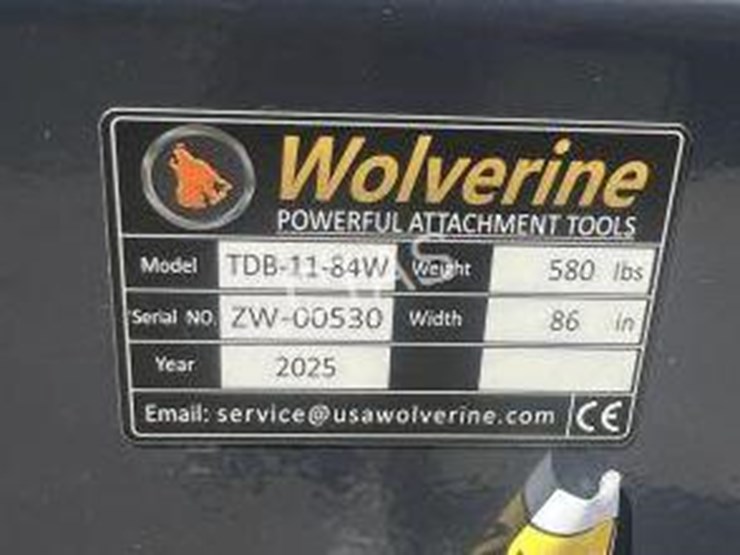 Wolverine
POWERFUL ATTACHMENT TOOLS
Model TDB-11-84W Weight 580 lbs
Serial NO. ZW-00530 Width 86 in
Year 2025
Email: service@usawolverine.com CE